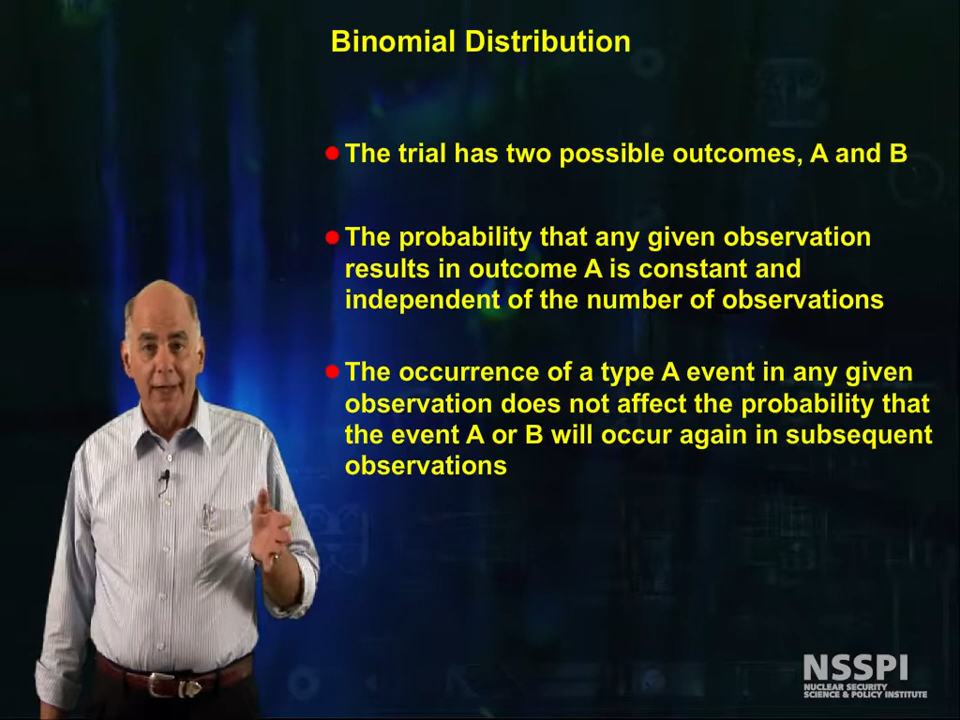 Binomial Distribution
The trial has two possible outcomes, A and B
The probability that any given observation
results in outcome A is constant and
independent of the number of observations
The occurrence of a type A event in any given
observation does not affect the probability that
the event A or B will occur again in subsequent
observations
NSSPI
NUCLEAR SECURITY
SCIENCE & POLICY INSTITUTE